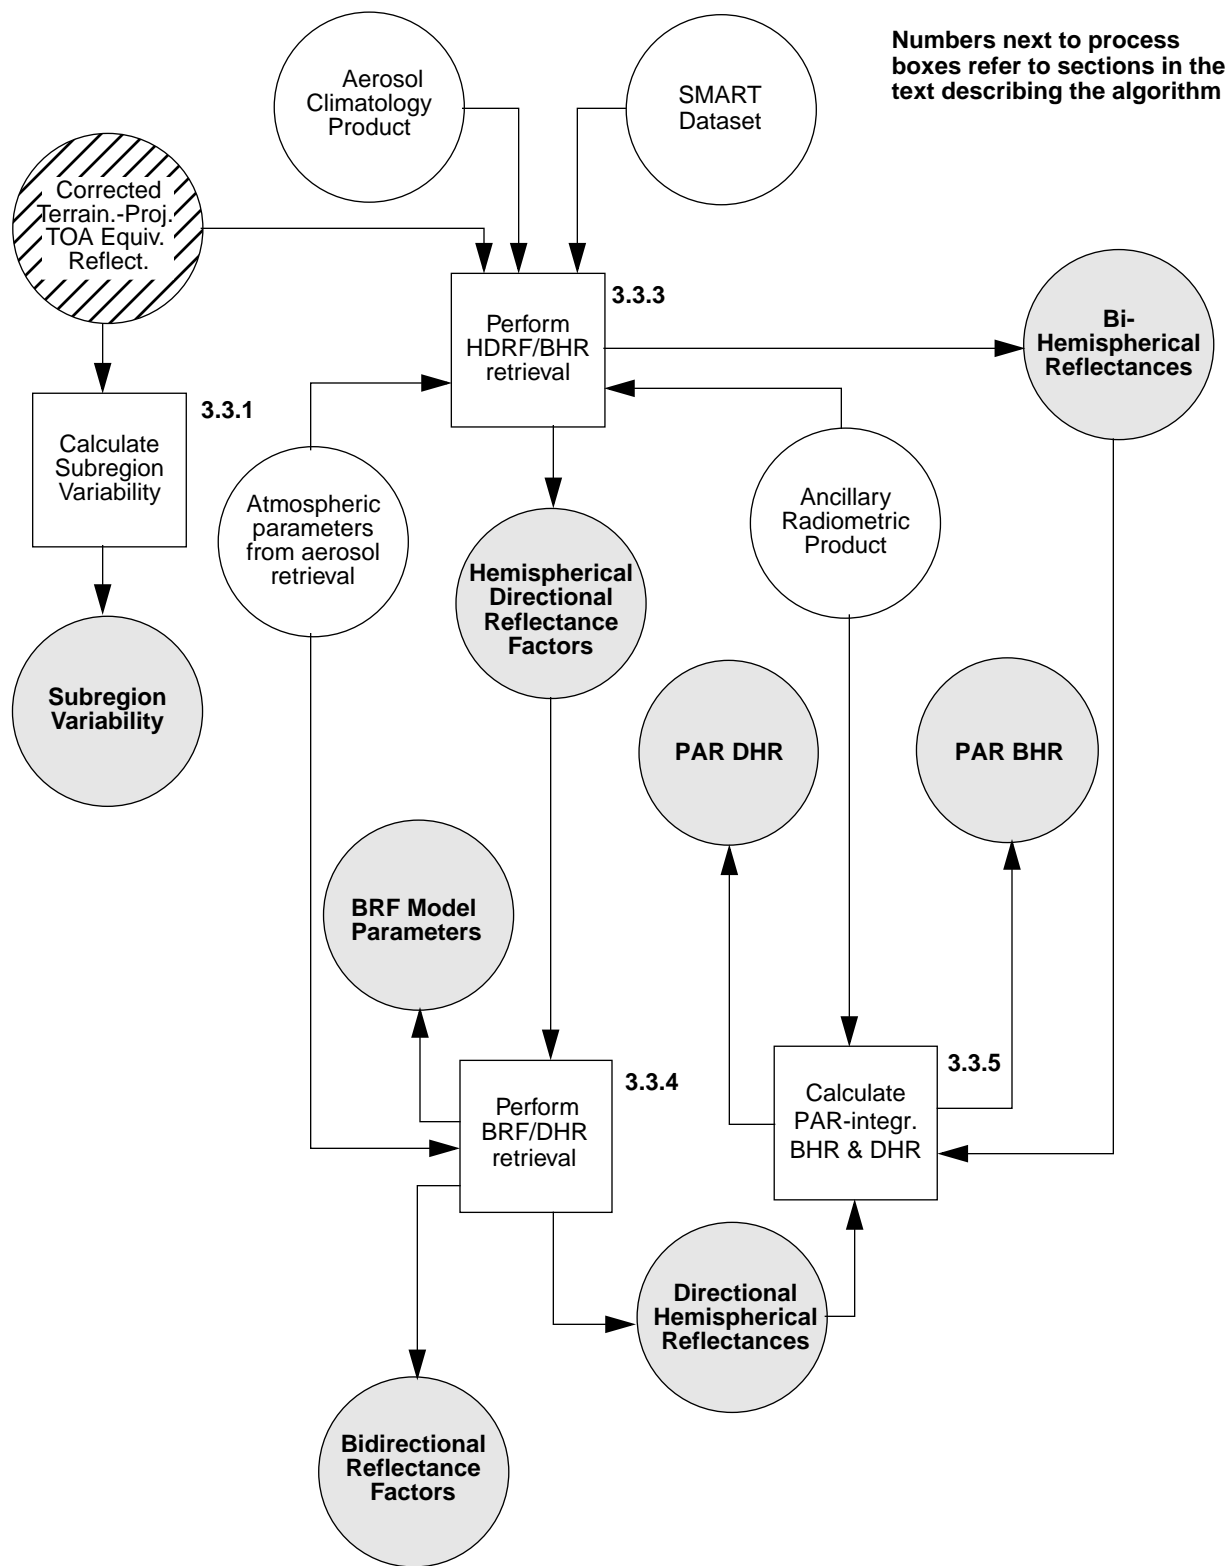 Numbers next to process
boxes refer to sections in the
text describing the algorithm
Aerosol
Climatology
Product
SMART
Dataset
Corrected
Terrain.-Proj.
TOA Equiv.
Reflect.
3.3.3
Perform
HDRF/BHR
retrieval
Bi-
Hemispherical
Reflectances
3.3.1
Calculate
Subregion
Variability
Atmospheric
parameters
from aerosol
retrieval
Ancillary
Radiometric
Product
Hemispherical
Directional
Reflectance
Factors
Subregion
Variability
PAR DHR
PAR BHR
BRF Model
Parameters
3.3.4
Perform
BRF/DHR
retrieval
3.3.5
Calculate
PAR-integr.
BHR & DHR
Directional
Hemispherical
Reflectances
Bidirectional
Reflectance
Factors